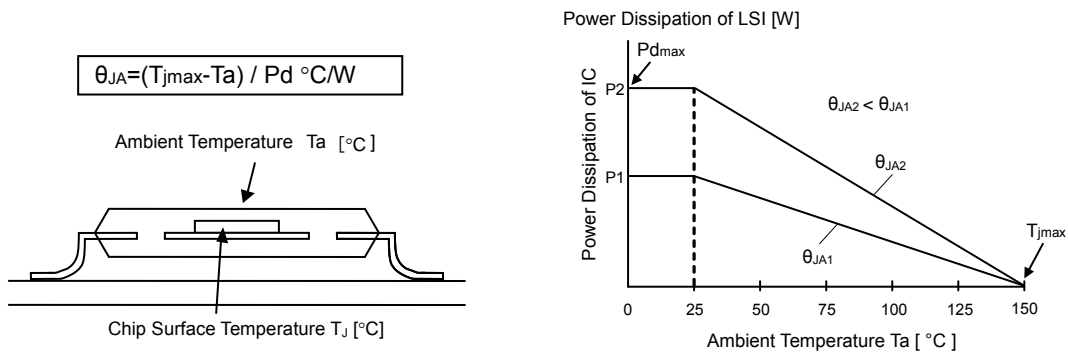 θJA=(Tjmax-Ta) / Pd °C/W
Ambient Temperature Ta [°C]
Chip Surface Temperature TJ [°C]
Power Dissipation of LSI [W]
Pdmax
P2
θJA2 < θJA1
Power Dissipation of IC
θJA2
P1
Tjmax
θJA1
0 25 50 75 100 125 150
Ambient Temperature Ta [ °C]